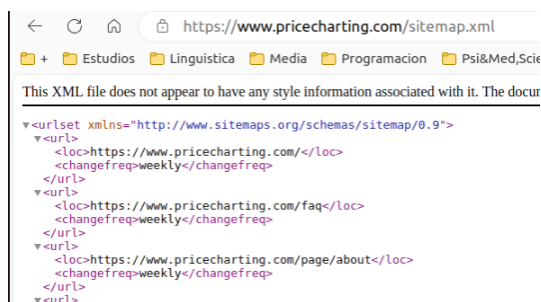 https://www.pricecharting.com/sitemap.xml
+ Estudios Linguistica Media Programacion Psi&Med,Scie
This XML file does not appear to have any style information associated with it. The docum
▼<urlset xmlns="http://www.sitemaps.org/schemas/sitemap/0.9">
▼<url>
<loc>https://www.pricecharting.com/</loc>
<changefreq>weekly</changefreq>
</url>
▼<url>
<loc>https://www.pricecharting.com/faq</loc>
<changefreq>weekly</changefreq>
</url>
▼<url>
<loc>https://www.pricecharting.com/page/about</loc>
<changefreq>weekly</changefreq>
</url>
▼<url>